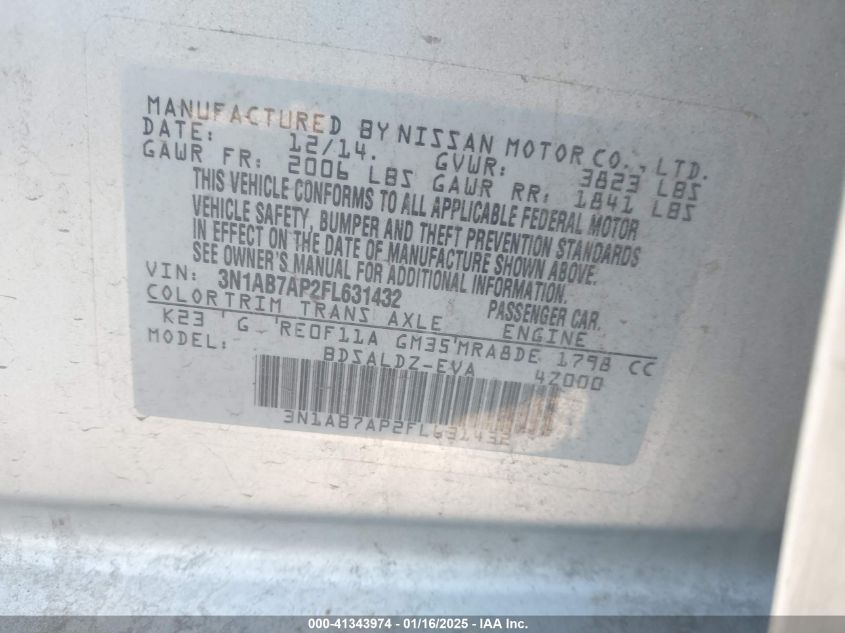 MANUFACTURED BY NISSAN MOTOR CO., LTD.
DATE: 12/14. GVWR: 3823 LBS
GAWR FR: 2006 LBS GAWR RR: 1841 LBS
THIS VEHICLE CONFORMS TO ALL APPLICABLE FEDERAL MOTOR
VEHICLE SAFETY, BUMPER AND THEFT PREVENTION STANDARDS
IN EFFECT ON THE DATE OF MANUFACTURE SHOWN ABOVE.
SEE OWNER'S MANUAL FOR ADDITIONAL INFORMATION.
VIN: 3N1AB7AP2FL631432 PASSENGER CAR.
COLOR TRIM TRANS AXLE ENGINE
K23 G RE0F11A GM35 MRA8DE 1798 CC
MODEL: BDSALDZ-EVA 4Z000
3N1AB7AP2FL631432
000-41343974 - 01/16/2025 - IAA Inc.